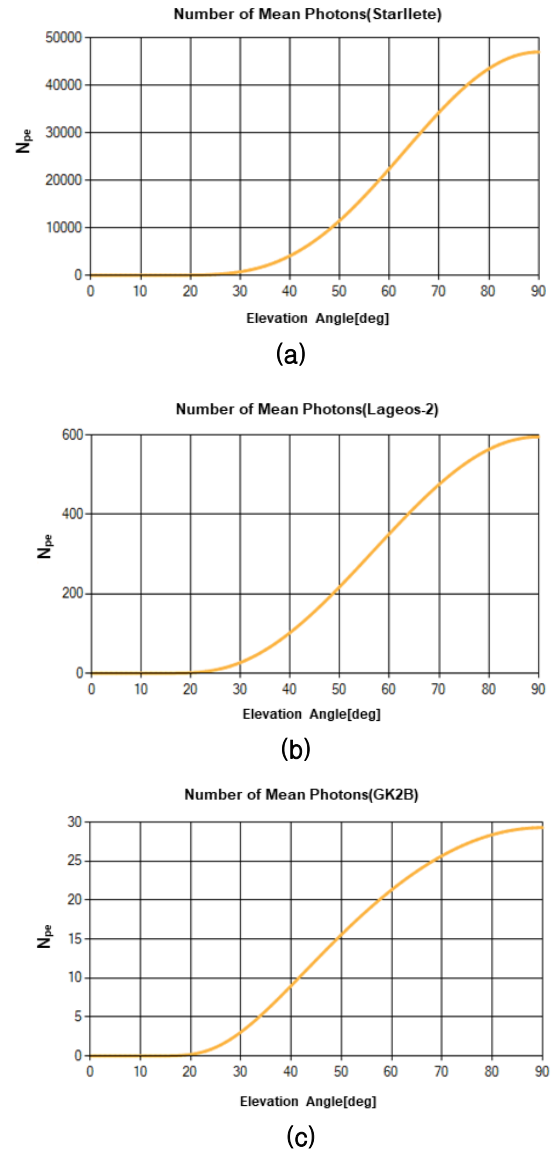 Number of Mean Photons(Starllete)
50000
40000
30000
20000
10000
0
Npe
0 10 20 30 40 50 60 70 80 90
Elevation Angle[deg]
(a)
Number of Mean Photons(Lageos-2)
600
400
200
0
Npe
0 10 20 30 40 50 60 70 80 90
Elevation Angle[deg]
(b)
Number of Mean Photons(GK2B)
30
25
20
15
10
5
0
Npe
0 10 20 30 40 50 60 70 80 90
Elevation Angle[deg]
(c)